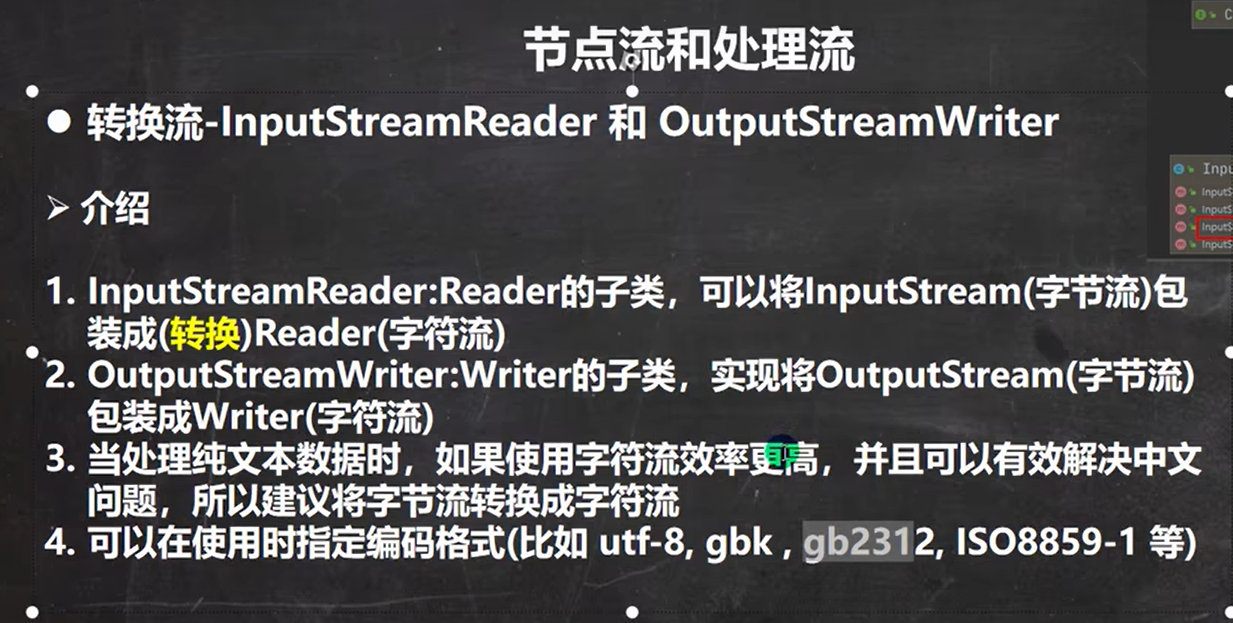 节点流和处理流
● 转换流-InputStreamReader 和 OutputStreamWriter
➢ 介绍
1. InputStreamReader:Reader的子类，可以将InputStream(字节流)包
装成(转换)Reader(字符流)
2. OutputStreamWriter:Writer的子类，实现将OutputStream(字节流)
包装成Writer(字符流)
3. 当处理纯文本数据时，如果使用字符流效率更高，并且可以有效解决中文
问题，所以建议将字节流转换成字符流
4. 可以在使用时指定编码格式(比如 utf-8, gbk , gb2312, ISO8859-1 等)